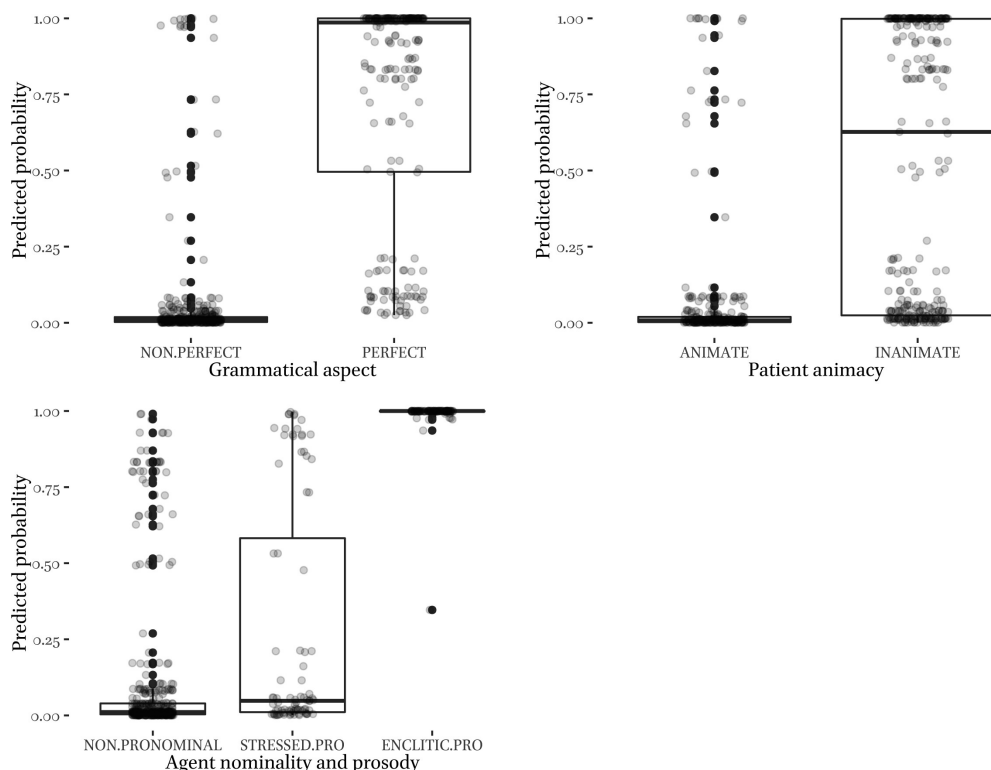 Predicted probability
1.00
0.75
0.50
0.25
0.00
NON.PERFECT PERFECT
Grammatical aspect
Predicted probability
1.00
0.75
0.50
0.25
0.00
ANIMATE INANIMATE
Patient animacy
Predicted probability
1.00
0.75
0.50
0.25
0.00
NON.PRONOMINAL STRESSED.PRO ENCLITIC.PRO
Agent nominality and prosody